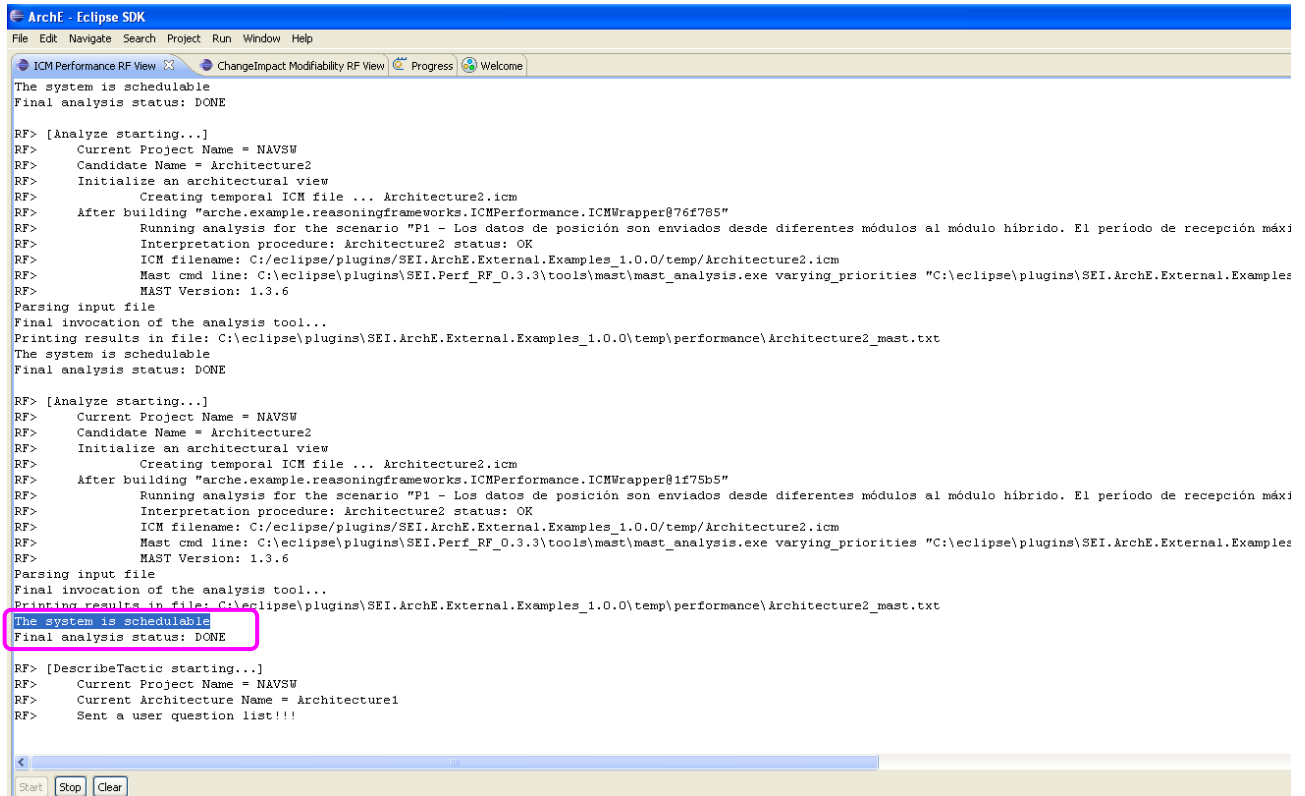 ArchE - Eclipse SDK
File Edit Navigate Search Project Run Window Help
ICM Performance RF View ChangeImpact Modifiability RF View Progress Welcome
The system is schedulable
Final analysis status: DONE
RF> [Analyze starting...]
RF> Current Project Name = NAVSW
RF> Candidate Name = Architecture2
RF> Initialize an architectural view
RF> Creating temporal ICM file ... Architecture2.icm
RF> After building "arche.example.reasoningframeworks.ICMPerformance.ICMWrapper@76f785"
RF> Running analysis for the scenario "P1 - Los datos de posición son enviados desde diferentes módulos al módulo híbrido. El período de recepción máxi
RF> Interpretation procedure: Architecture2 status: OK
RF> ICM filename: C:/eclipse/plugins/SEI.ArchE.External.Examples_1.0.0/temp/Architecture2.icm
RF> Mast cmd line: C:\eclipse\plugins\SEI.Perf_RF_0.3.3\tools\mast\mast_analysis.exe varying_priorities "C:\eclipse\plugins\SEI.ArchE.External.Examples
RF> MAST Version: 1.3.6
Parsing input file
Final invocation of the analysis tool...
Printing results in file: C:\eclipse\plugins\SEI.ArchE.External.Examples_1.0.0\temp\performance\Architecture2_mast.txt
The system is schedulable
Final analysis status: DONE
RF> [Analyze starting...]
RF> Current Project Name = NAVSW
RF> Candidate Name = Architecture2
RF> Initialize an architectural view
RF> Creating temporal ICM file ... Architecture2.icm
RF> After building "arche.example.reasoningframeworks.ICMPerformance.ICMWrapper@1f75b5"
RF> Running analysis for the scenario "P1 - Los datos de posición son enviados desde diferentes módulos al módulo híbrido. El período de recepción máxi
RF> Interpretation procedure: Architecture2 status: OK
RF> ICM filename: C:/eclipse/plugins/SEI.ArchE.External.Examples_1.0.0/temp/Architecture2.icm
RF> Mast cmd line: C:\eclipse\plugins\SEI.Perf_RF_0.3.3\tools\mast\mast_analysis.exe varying_priorities "C:\eclipse\plugins\SEI.ArchE.External.Examples
RF> MAST Version: 1.3.6
Parsing input file
Final invocation of the analysis tool...
Printing results in file: C:\eclipse\plugins\SEI.ArchE.External.Examples_1.0.0\temp\performance\Architecture2_mast.txt
The system is schedulable
Final analysis status: DONE
RF> [DescribeTactic starting...]
RF> Current Project Name = NAVSW
RF> Current Architecture Name = Architecture1
RF> Sent a user question list!!!
Start Stop Clear